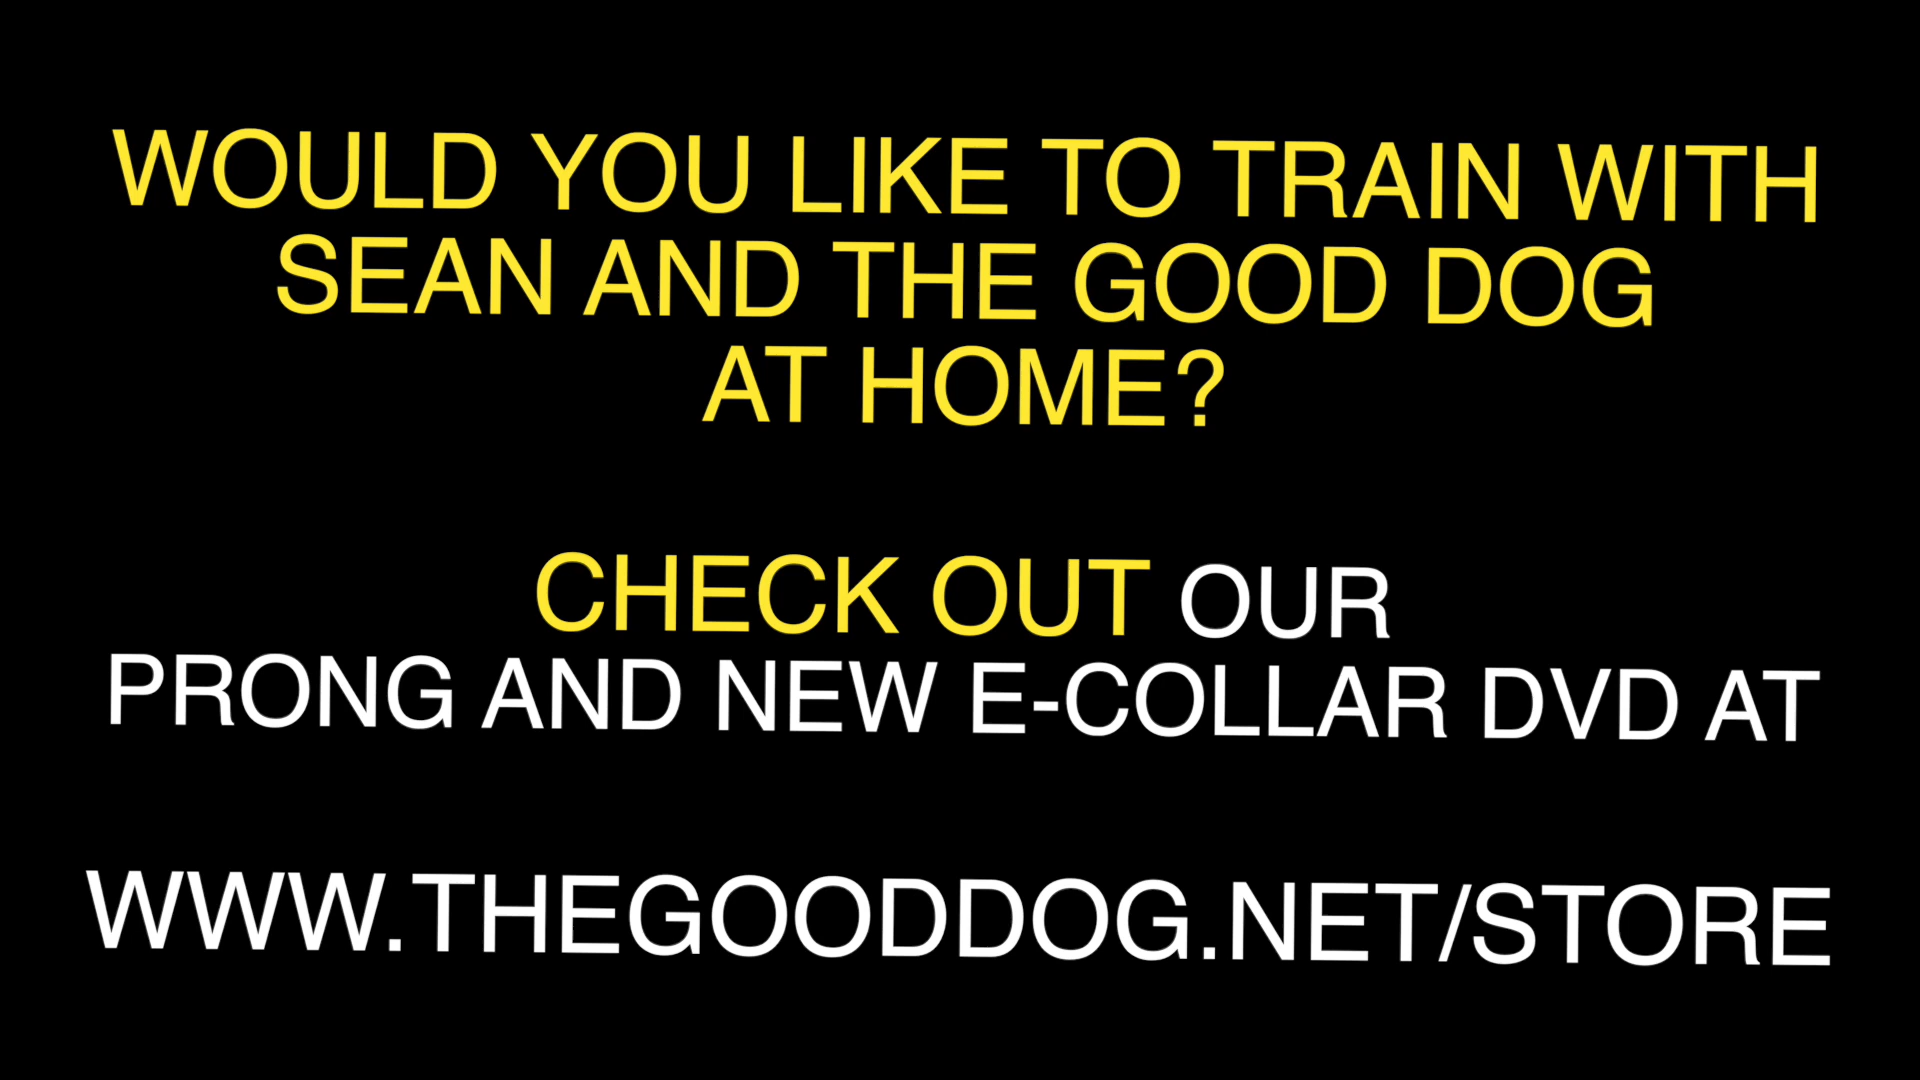 WOULD YOU LIKE TO TRAIN WITH
SEAN AND THE GOOD DOG
AT HOME?
CHECK OUT OUR
PRONG AND NEW E-COLLAR DVD AT
WWW.THEGOODDOG.NET/STORE